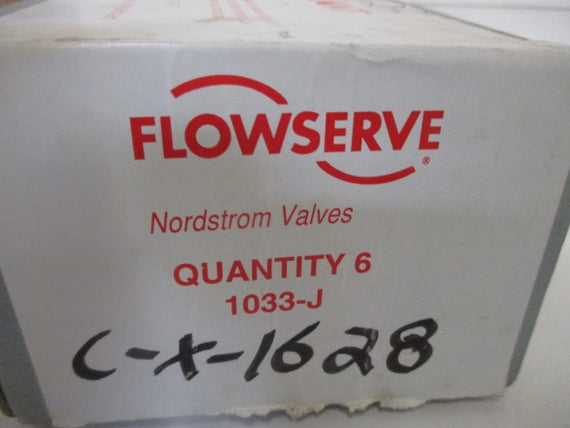 FLOWSERVE®
Nordstrom Valves
QUANTITY 6
1033-J
C-X-1628